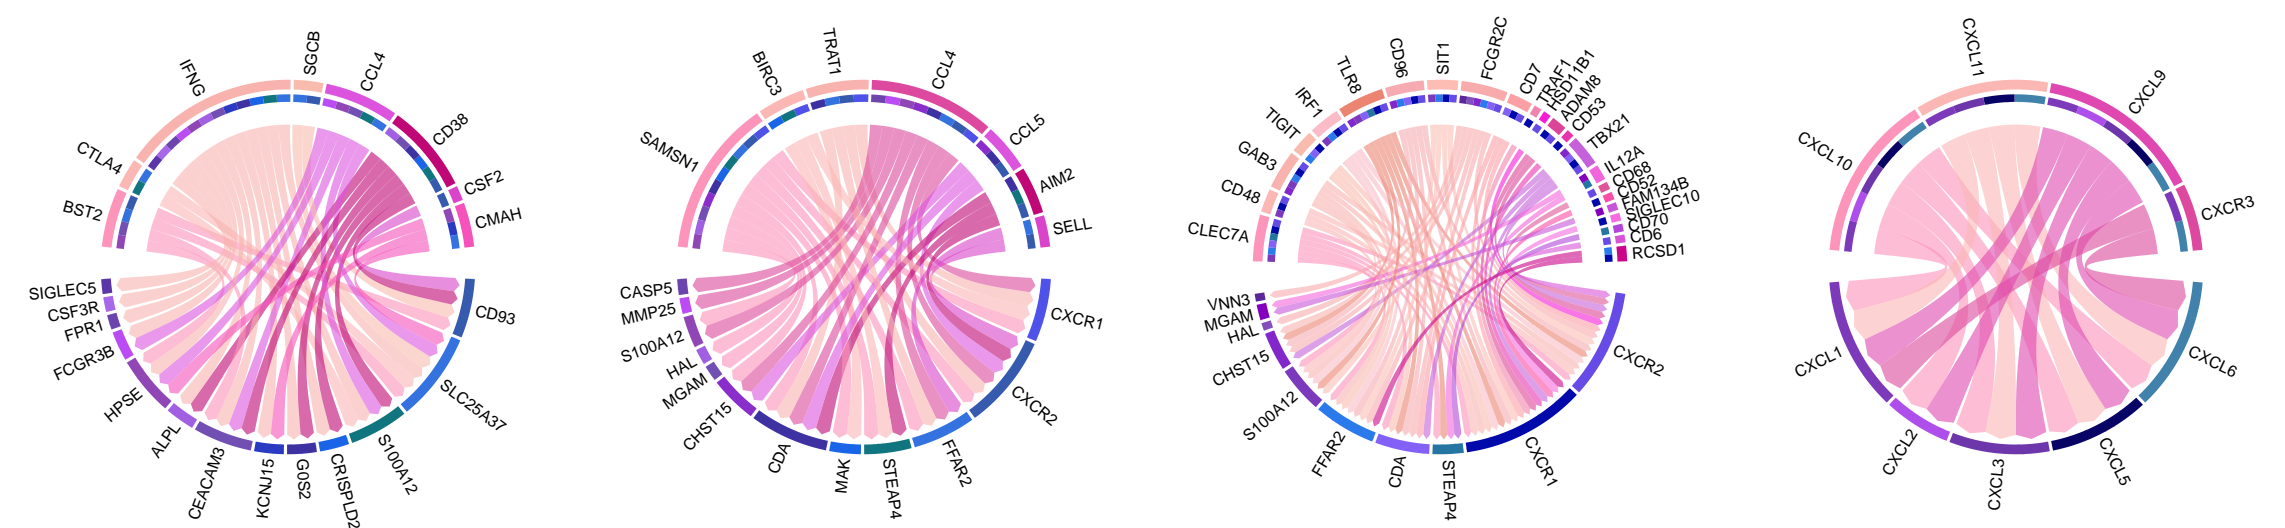 BST2
CTLA4
IFNG
SGCB
CCL4
CD38
CSF2
CMAH
SIGLEC5
CSF3R
FPR1
FCGR3B
HPSE
ALPL
CEACAM3
KCNJ15
G0S2
CRISPLD2
S100A12
SLC25A37
CD93
SAMSN1
BIRC3
TRAT1
CCL4
CCL5
AIM2
SELL
CASP5
MMP25
S100A12
HAL
MGAM
CHST15
CDA
MAK
STEAP4
FFAR2
CXCR2
CXCR1
CLEC7A
CD48
GAB3
TIGIT
IRF1
TLR8
CD96
SIT1
FCGR2C
CD7
TRAF1
HSD11B1
ADAM8
CD53
TBX21
IL12A
CD68
CD52
FAM134B
SIGLEC10
CD70
CD6
RCSD1
VNN3
MGAM
HAL
CHST15
S100A12
FFAR2
CDA
STEAP4
CXCR1
CXCR2
CXCL10
CXCL11
CXCL9
CXCR3
CXCL1
CXCL2
CXCL3
CXCL5
CXCL6